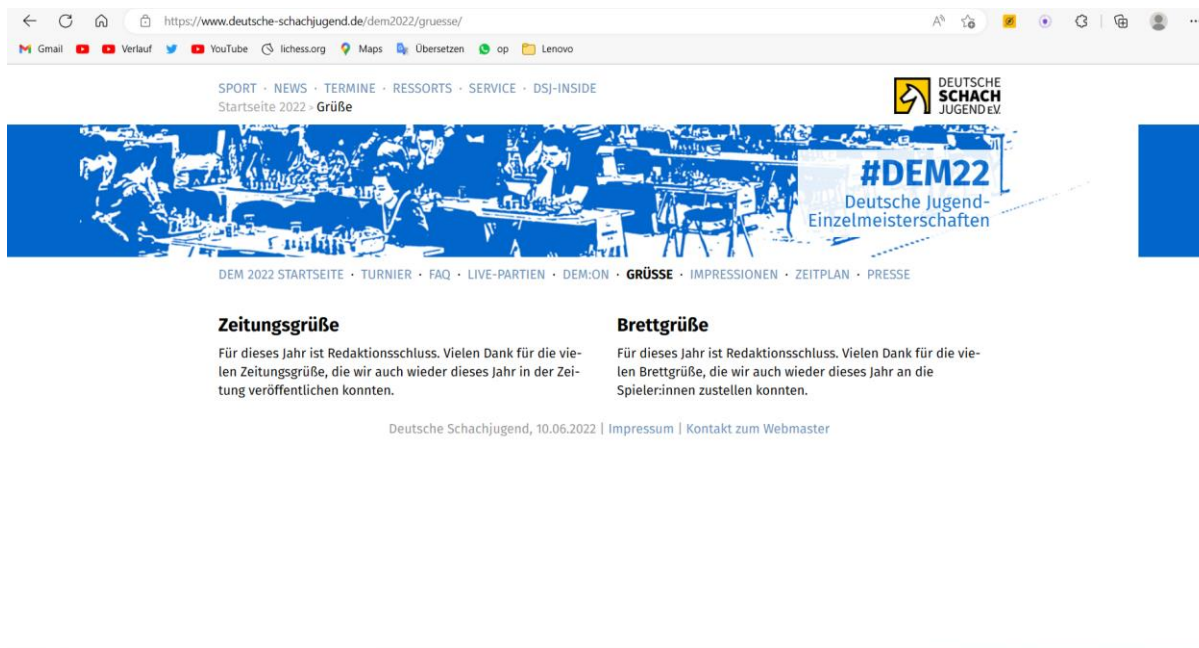 https://www.deutsche-schachjugend.de/dem2022/gruesse/
Gmail Verlauf YouTube lichess.org Maps Übersetzen op Lenovo
SPORT · NEWS · TERMINE · RESSORTS · SERVICE · DSJ-INSIDE
Startseite 2022 > Grüße
DEUTSCHE
SCHACH
JUGEND eV.
#DEM22
Deutsche Jugend-
Einzelmeisterschaften
DEM 2022 STARTSEITE · TURNIER · FAQ · LIVE-PARTIEN · DEM:ON · GRÜSSE · IMPRESSIONEN · ZEITPLAN · PRESSE
Zeitungsgrüße
Für dieses Jahr ist Redaktionsschluss. Vielen Dank für die vie-
len Zeitungsgrüße, die wir auch wieder dieses Jahr in der Zei-
tung veröffentlichen konnten.
Brettgrüße
Für dieses Jahr ist Redaktionsschluss. Vielen Dank für die vie-
len Brettgrüße, die wir auch wieder dieses Jahr an die
Spieler:innen zustellen konnten.
Deutsche Schachjugend, 10.06.2022 | Impressum | Kontakt zum Webmaster